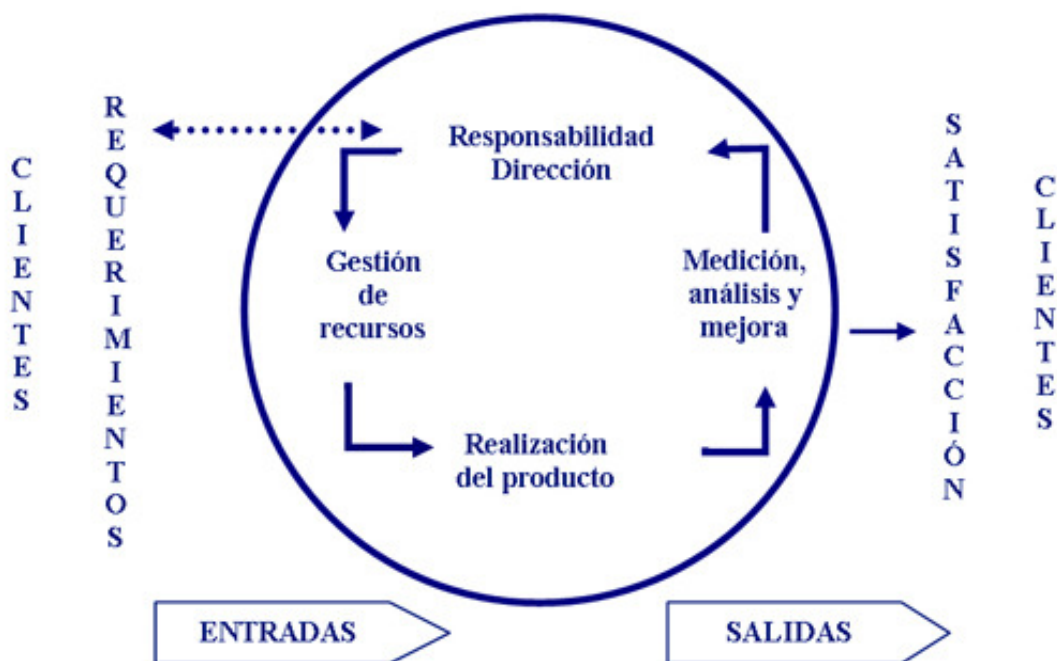 CLIENTES
REQUERIMIENTOS
Responsabilidad
Dirección
Gestión
de
recursos
Medición,
análisis y
mejora
Realización
del producto
SATISFACCIÓN
CLIENTES
ENTRADAS
SALIDAS